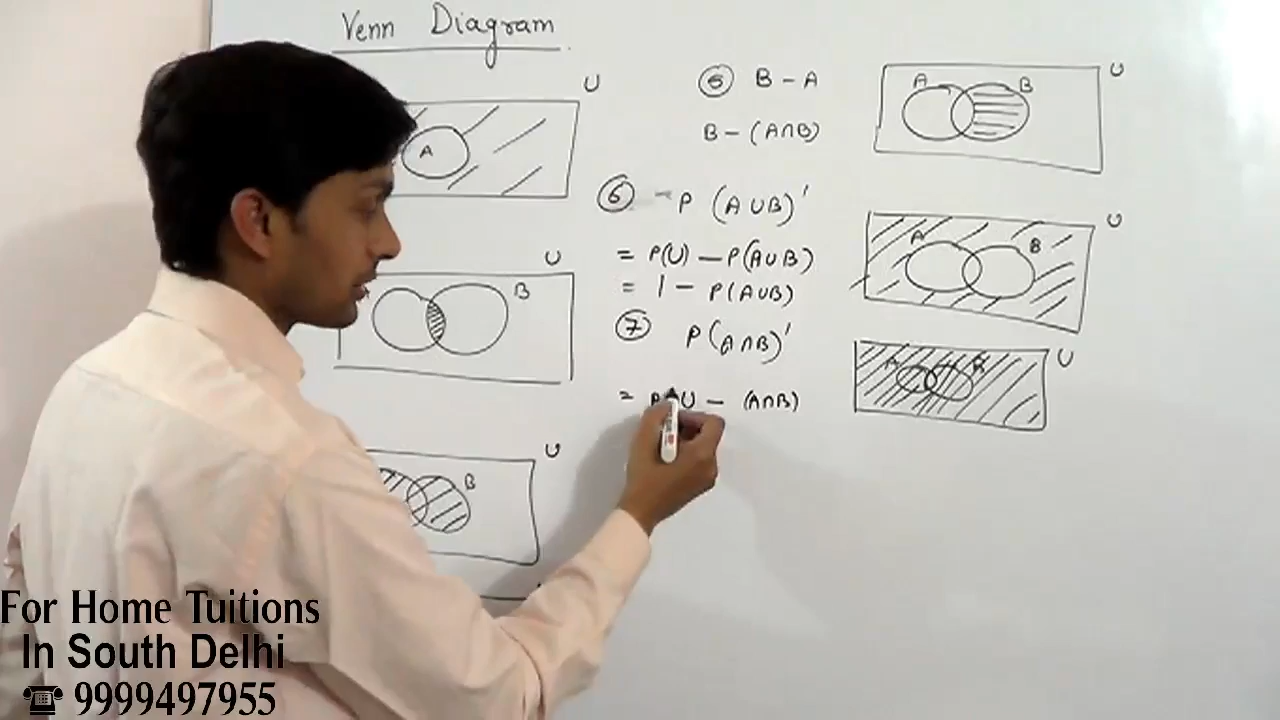 Venn Diagram
U
A
U
B
U
B
⑤ B - A
B - (A∩B)
A B U
⑥ P (A∪B)'
= P(U) - P(A∪B)
= 1 - P(A∪B)
A B U
⑦ P(A∩B)'
= P U - (A∩B)
A B U
For Home Tuitions
In South Delhi
☎ 9999497955